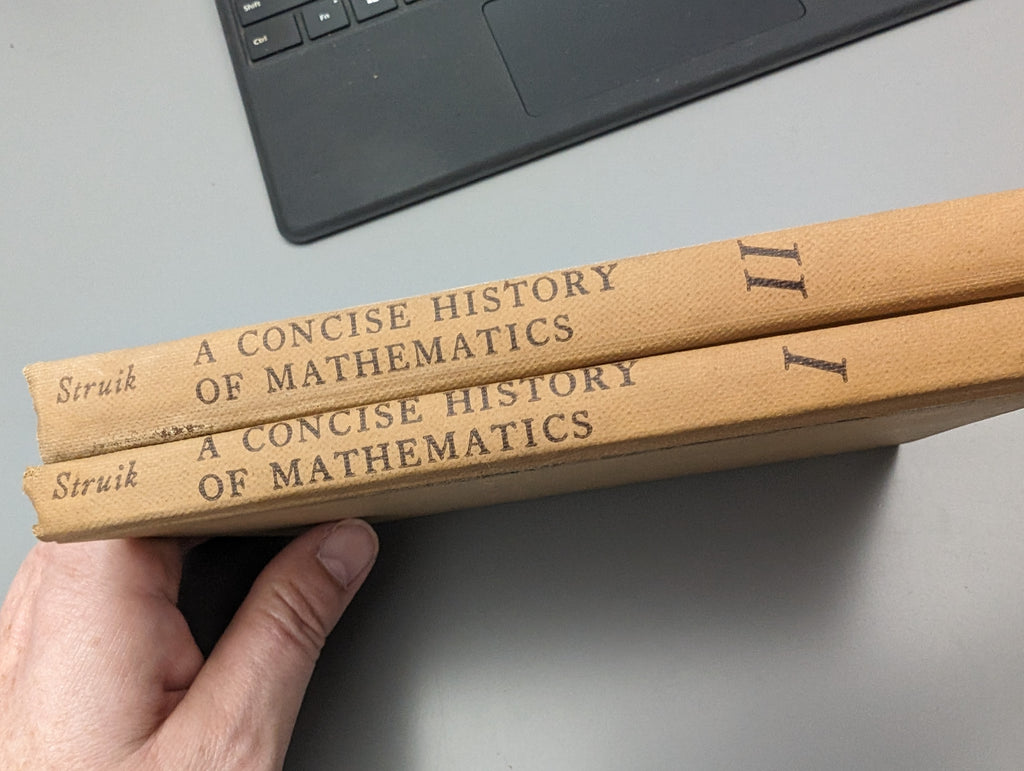 Shift
Fn
Ctrl
Struik
A CONCISE HISTORY
OF MATHEMATICS
II
Struik
A CONCISE HISTORY
OF MATHEMATICS
I